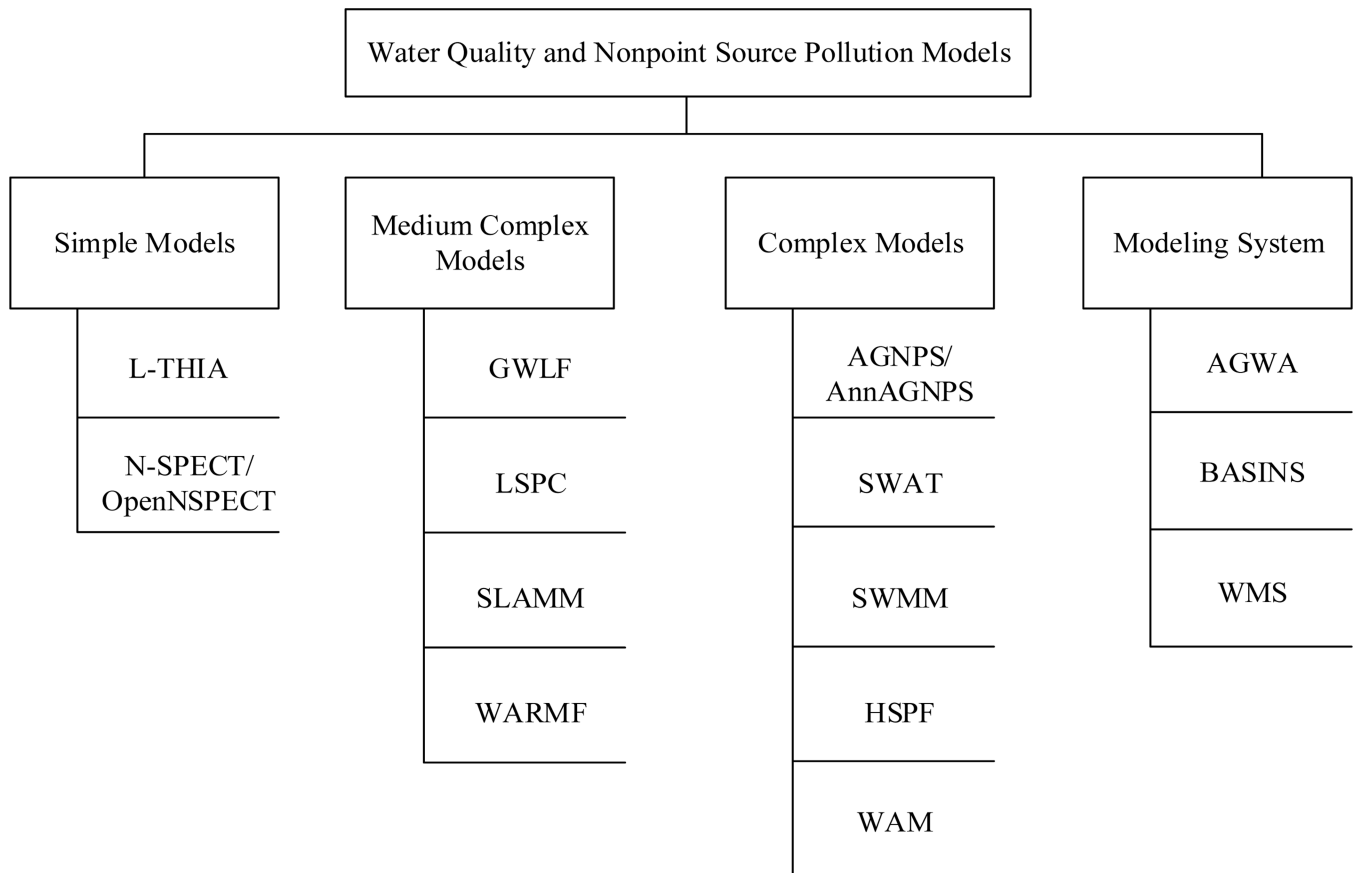 Water Quality and Nonpoint Source Pollution Models
Simple Models
L-THIA
N-SPECT/
OpenNSPECT
Medium Complex
Models
GWLF
LSPC
SLAMM
WARMF
Complex Models
AGNPS/
AnnAGNPS
SWAT
SWMM
HSPF
WAM
Modeling System
AGWA
BASINS
WMS